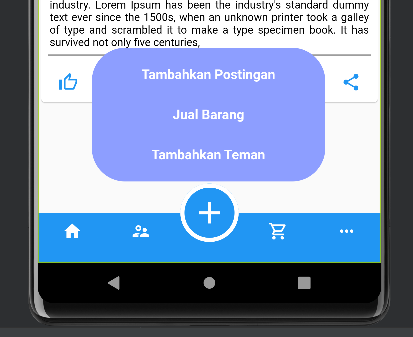 industry. Lorem Ipsum has been the industry's standard dummy
text ever since the 1500s, when an unknown printer took a galley
of type and scrambled it to make a type specimen book. It has
survived not only five centuries,
Tambahkan Postingan
Jual Barang
Tambahkan Teman